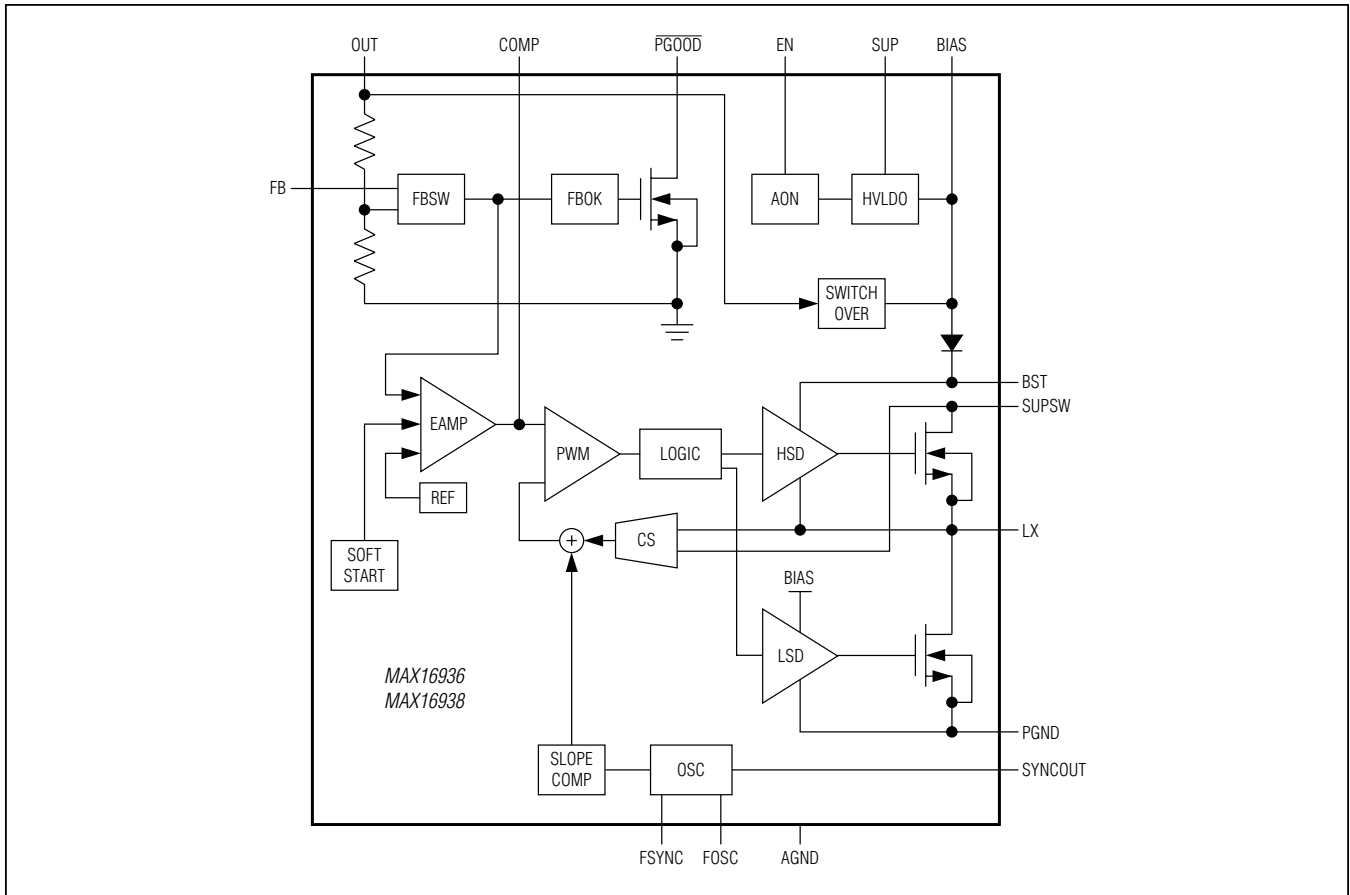 OUT
COMP
PGOOD
EN
SUP
BIAS
FB
FBSW
FBOK
AON
HVLDO
SWITCH
OVER
BST
SUPSW
EAMP
PWM
LOGIC
HSD
REF
LX
CS
SOFT
START
BIAS
LSD
MAX16936
MAX16938
PGND
SLOPE
COMP
OSC
SYNCOUT
FSYNC
FOSC
AGND